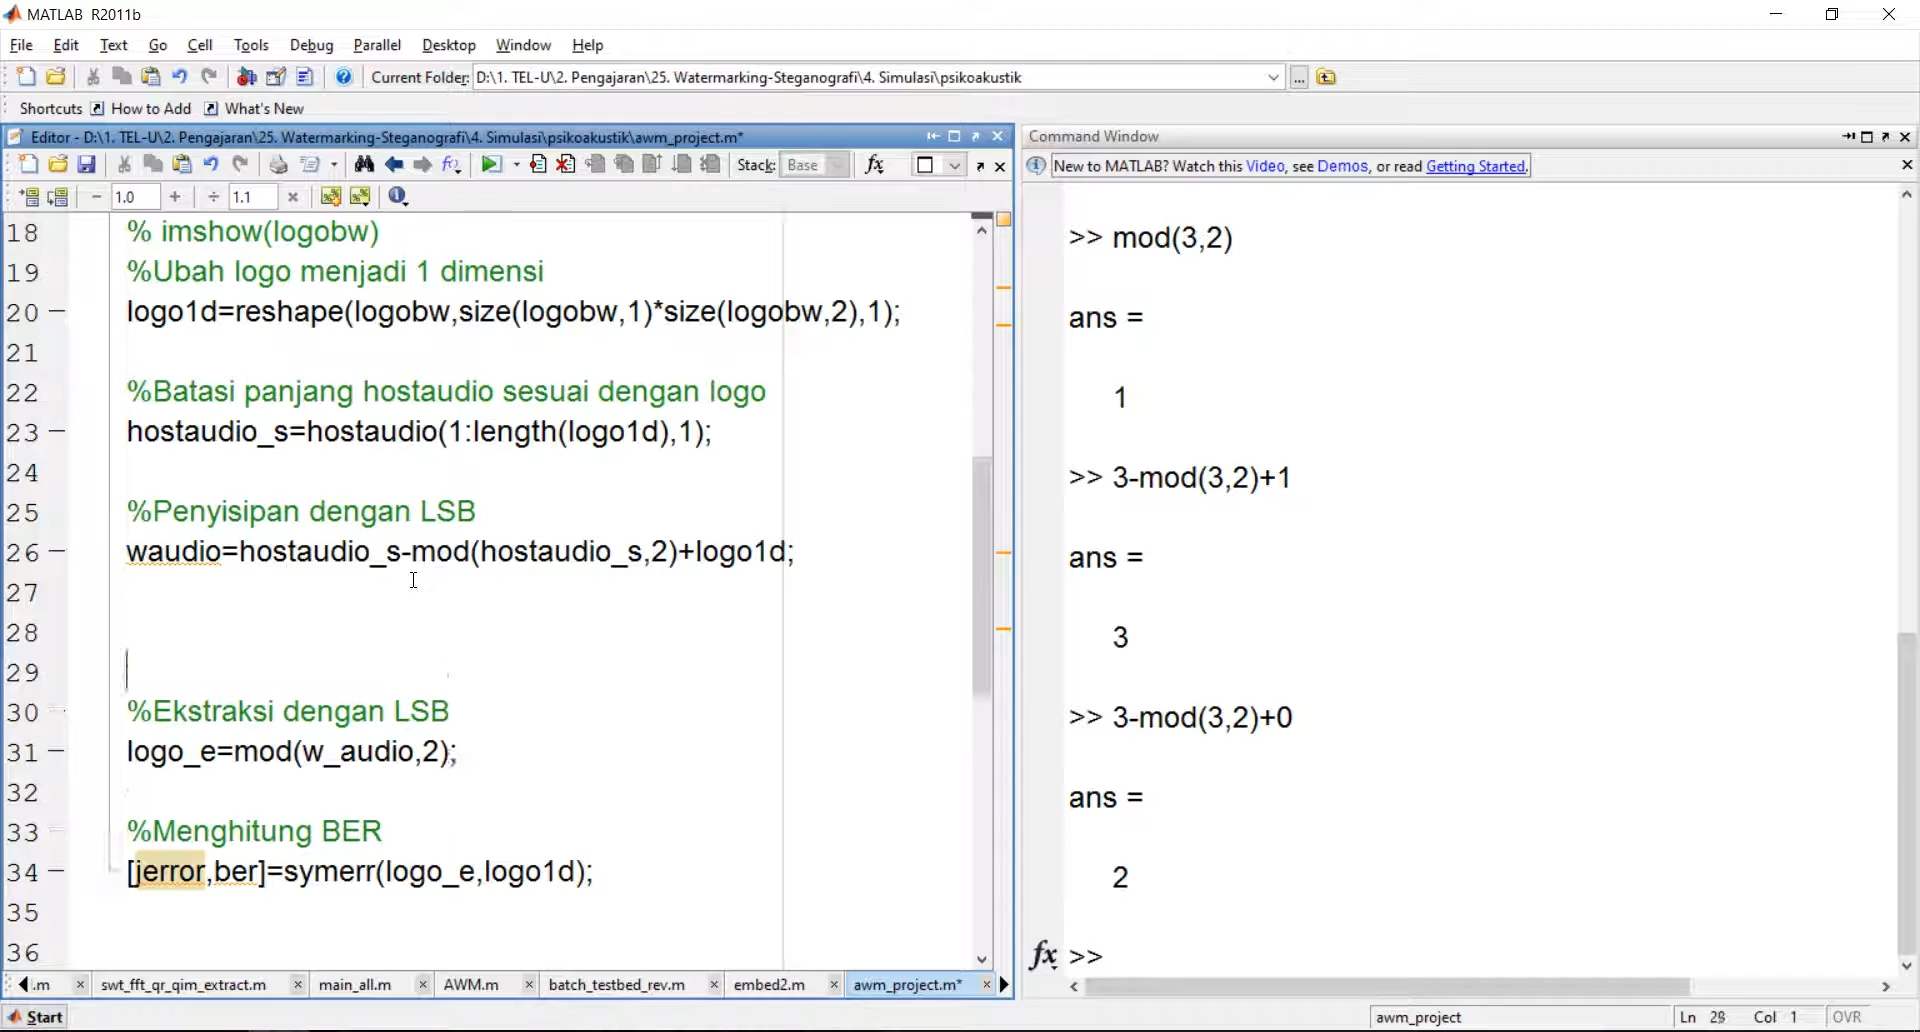 MATLAB R2011b
File Edit Text Go Cell Tools Debug Parallel Desktop Window Help
Current Folder: D:\1. TEL-U\2. Pengajaran\25. Watermarking-Steganografi\4. Simulasi\psikoakustik
Shortcuts How to Add What's New
Editor - D:\1. TEL-U\2. Pengajaran\25. Watermarking-Steganografi\4. Simulasi\psikoakustik\awm_project.m*
Stack: Base fx
- 1.0 + ÷ 1.1 ×
18 % imshow(logobw)
19 %Ubah logo menjadi 1 dimensi
20 – logo1d=reshape(logobw,size(logobw,1)*size(logobw,2),1);
21
22 %Batasi panjang hostaudio sesuai dengan logo
23 – hostaudio_s=hostaudio(1:length(logo1d),1);
24
25 %Penyisipan dengan LSB
26 – waudio=hostaudio_s-mod(hostaudio_s,2)+logo1d;
27
28
29
30 %Ekstraksi dengan LSB
31 – logo_e=mod(w_audio,2);
32
33 %Menghitung BER
34 – [jerror,ber]=symerr(logo_e,logo1d);
35
36
.m swt_fft_qr_qim_extract.m main_all.m AWM.m batch_testbed_rev.m embed2.m awm_project.m*
Command Window
New to MATLAB? Watch this Video, see Demos, or read Getting Started.
>> mod(3,2)
ans =
1
>> 3-mod(3,2)+1
ans =
3
>> 3-mod(3,2)+0
ans =
2
fx >>
Start
awm_project
Ln 29 Col 1 OVR